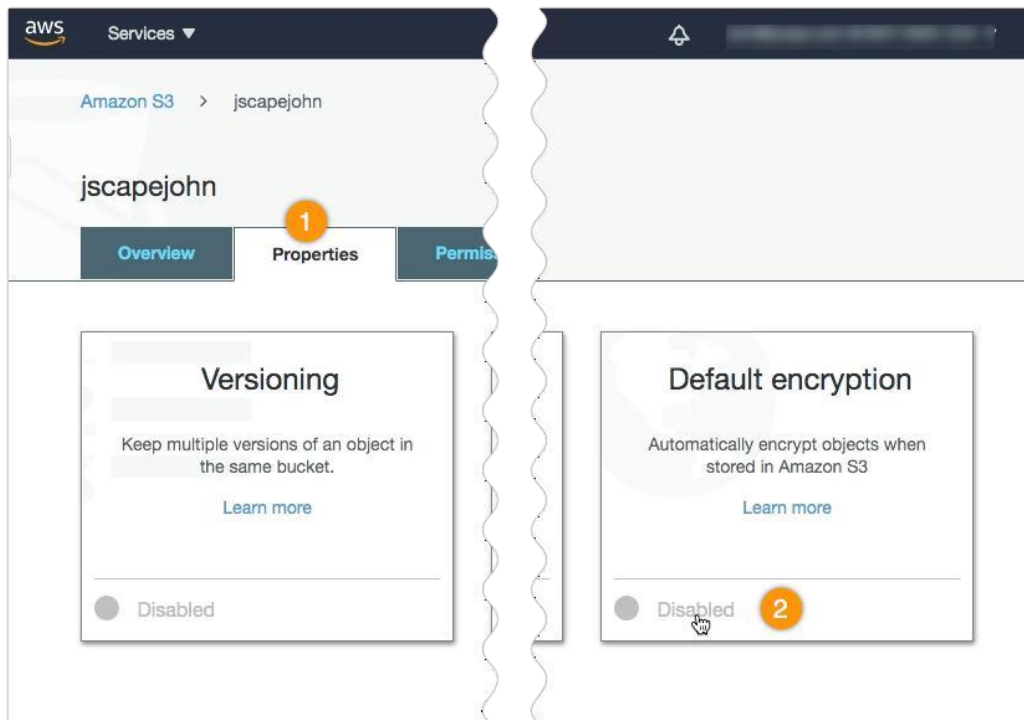 aws
Services ▼
Amazon S3 > jscapejohn
jscapejohn
1
Overview
Properties
Permis
Versioning
Keep multiple versions of an object in
the same bucket.
Learn more
Disabled
Default encryption
Automatically encrypt objects when
stored in Amazon S3
Learn more
Disabled
2